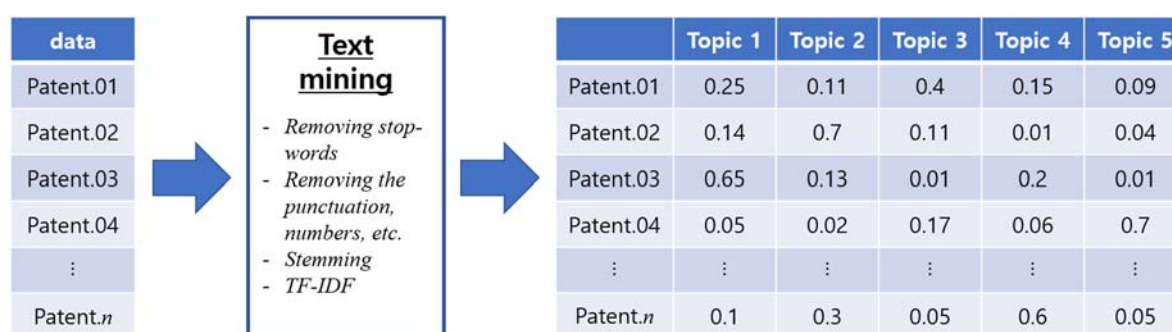 data
Patent.01
Patent.02
Patent.03
Patent.04
⋮
Patent.n
Text
mining
- Removing stop-
words
- Removing the
punctuation,
numbers, etc.
- Stemming
- TF-IDF
Topic 1 Topic 2 Topic 3 Topic 4 Topic 5
Patent.01 0.25 0.11 0.4 0.15 0.09
Patent.02 0.14 0.7 0.11 0.01 0.04
Patent.03 0.65 0.13 0.01 0.2 0.01
Patent.04 0.05 0.02 0.17 0.06 0.7
⋮ ⋮ ⋮ ⋮ ⋮ ⋮
Patent.n 0.1 0.3 0.05 0.6 0.05